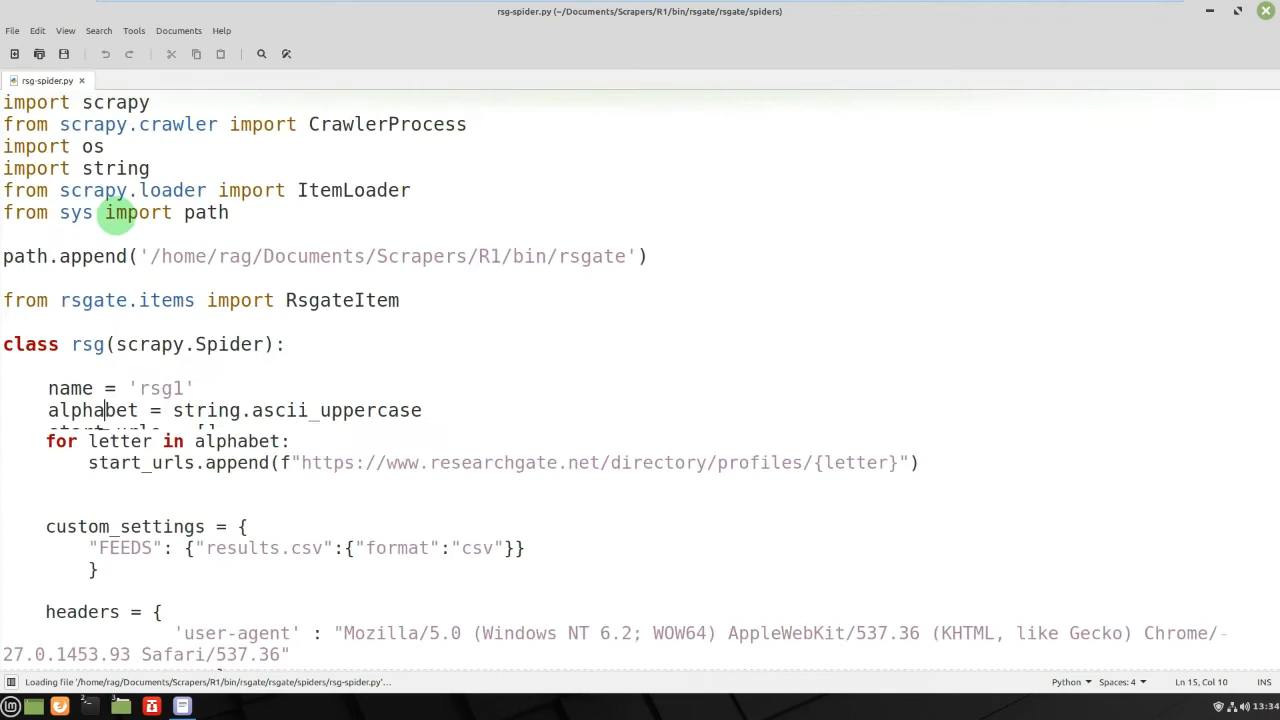 rsg-spider.py (~/Documents/Scrapers/R1/bin/rsgate/rsgate/spiders)
File Edit View Search Tools Documents Help
rsg-spider.py
import scrapy
from scrapy.crawler import CrawlerProcess
import os
import string
from scrapy.loader import ItemLoader
from sys import path
path.append('/home/rag/Documents/Scrapers/R1/bin/rsgate')
from rsgate.items import RsgateItem
class rsg(scrapy.Spider):
name = 'rsg1'
alphabet = string.ascii_uppercase
for letter in alphabet:
start_urls.append(f"https://www.researchgate.net/directory/profiles/{letter}")
custom_settings = {
"FEEDS": {"results.csv":{"format":"csv"}}
}
headers = {
'user-agent' : "Mozilla/5.0 (Windows NT 6.2; WOW64) AppleWebKit/537.36 (KHTML, like Gecko) Chrome/-
27.0.1453.93 Safari/537.36"
Loading file '/home/rag/Documents/Scrapers/R1/bin/rsgate/rsgate/spiders/rsg-spider.py'... Python Spaces: 4 Ln 15, Col 10 INS
13:34